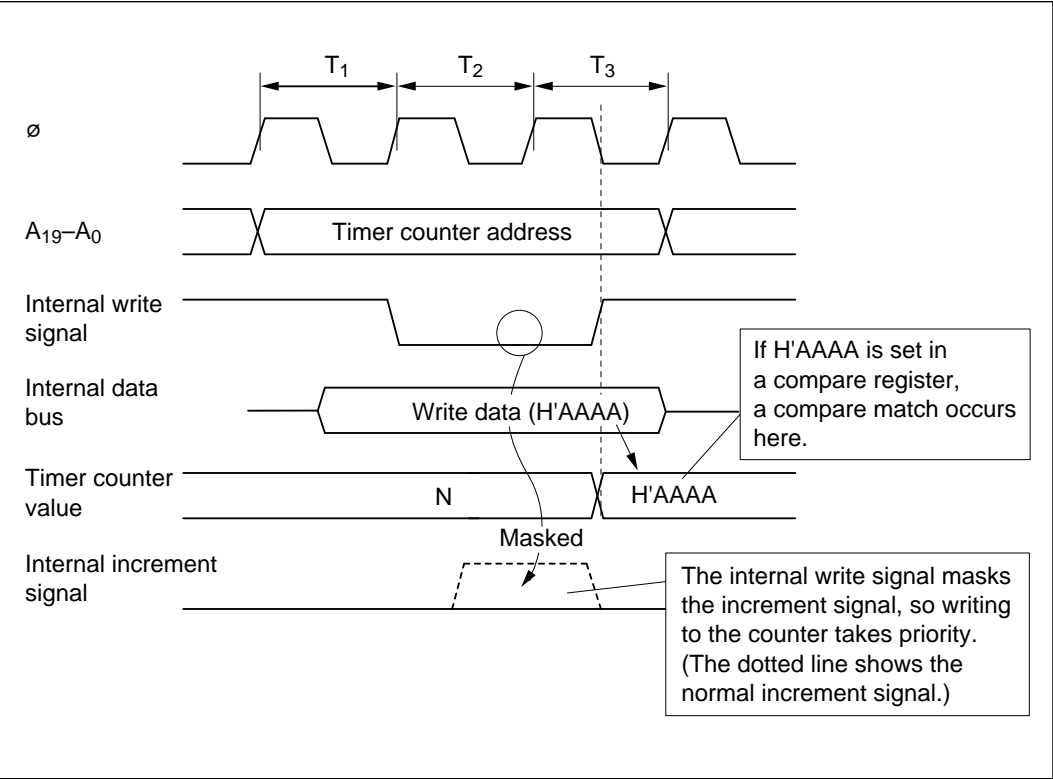 T1 T2 T3
ø
A19–A0
Timer counter address
Internal write
signal
If H'AAAA is set in
a compare register,
a compare match occurs
here.
Internal data
bus
Write data (H'AAAA)
Timer counter
value
N
H'AAAA
Masked
Internal increment
signal
The internal write signal masks
the increment signal, so writing
to the counter takes priority.
(The dotted line shows the
normal increment signal.)